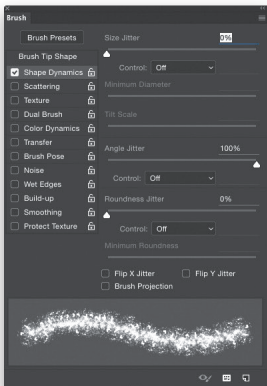 Brush
Brush Presets
Brush Tip Shape
Shape Dynamics
Scattering
Texture
Dual Brush
Color Dynamics
Transfer
Brush Pose
Noise
Wet Edges
Build-up
Smoothing
Protect Texture
Size Jitter 0%
Control: Off
Minimum Diameter
Tilt Scale
Angle Jitter 100%
Control: Off
Roundness Jitter 0%
Control: Off
Minimum Roundness
Flip X Jitter Flip Y Jitter
Brush Projection